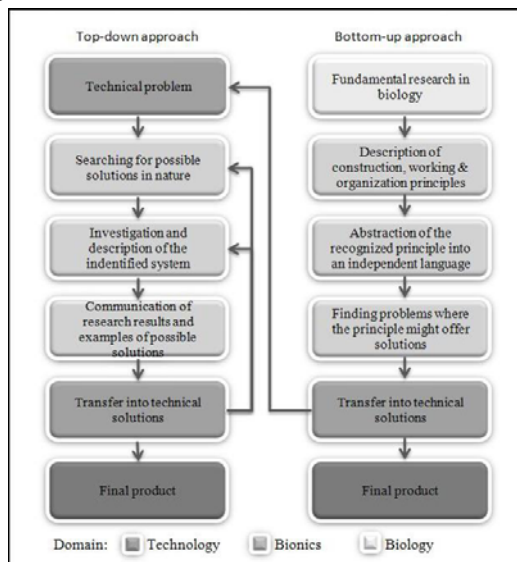 Top-down approach
Technical problem
Searching for possible
solutions in nature
Investigation and
description of the
indentified system
Communication of
research results and
examples of possible
solutions
Transfer into technical
solutions
Final product
Bottom-up approach
Fundamental research in
biology
Description of
construction, working &
organization principles
Abstraction of the
recognized principle into
an independent language
Finding problems where
the principle might offer
solutions
Transfer into technical
solutions
Final product
Domain: Technology Bionics Biology